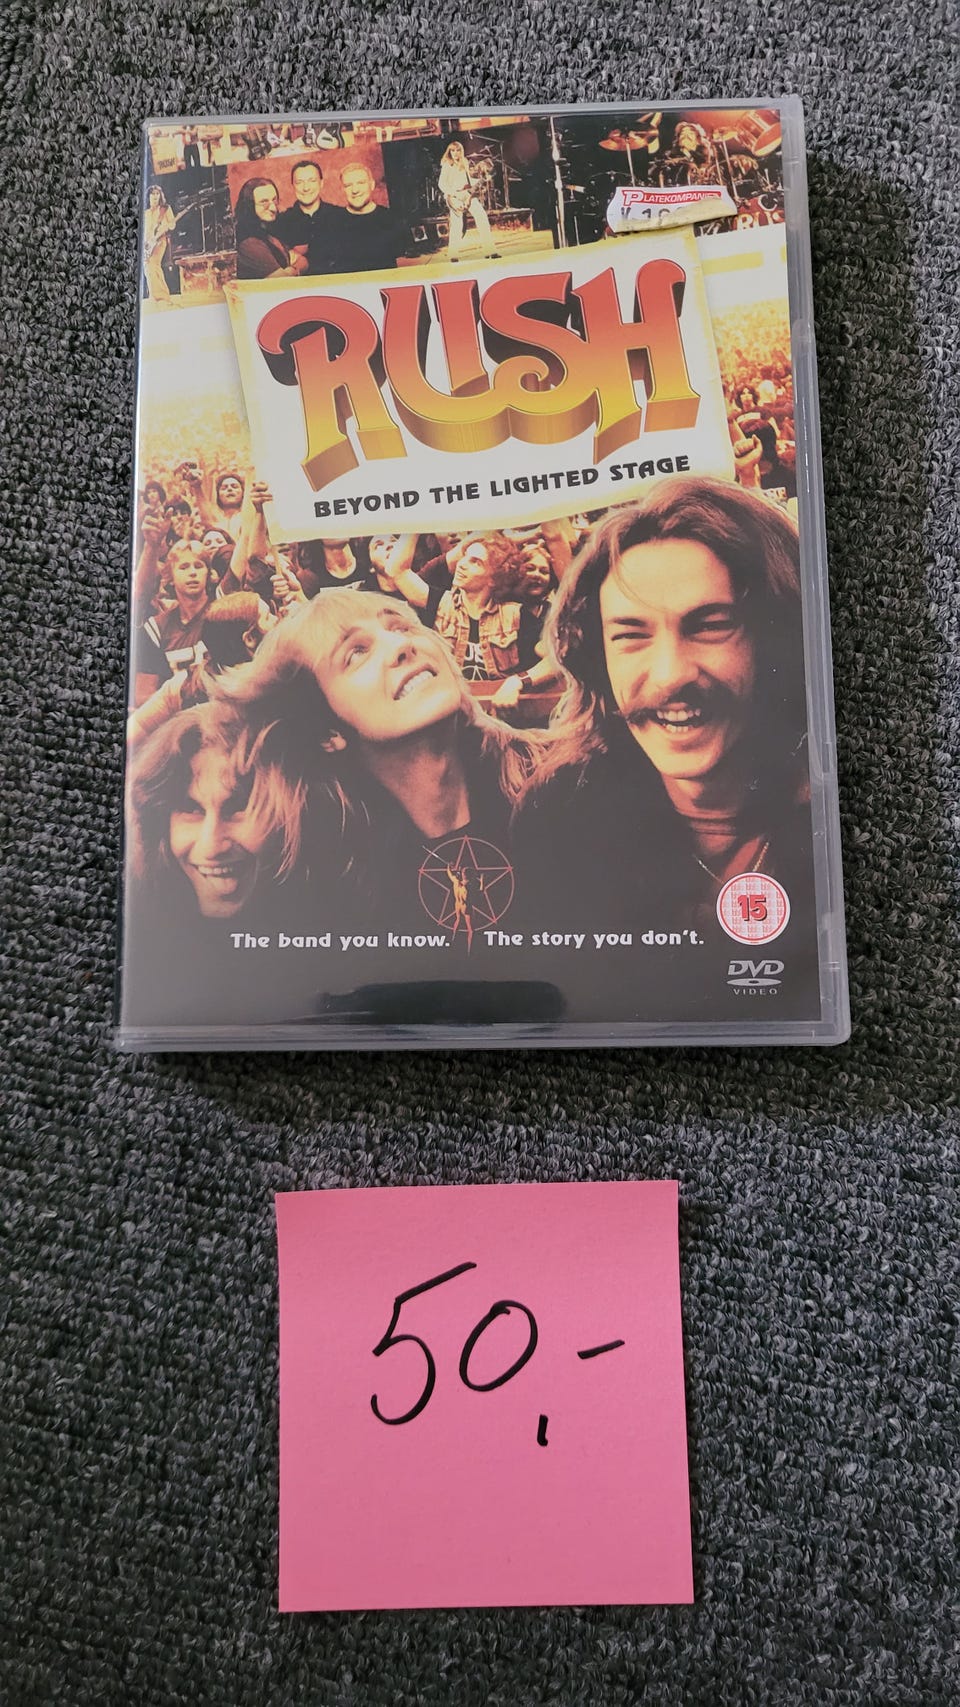 PLATEKOMPANIET
RUSH
BEYOND THE LIGHTED STAGE
15
The band you know. The story you don't.
DVD
VIDEO
50,-